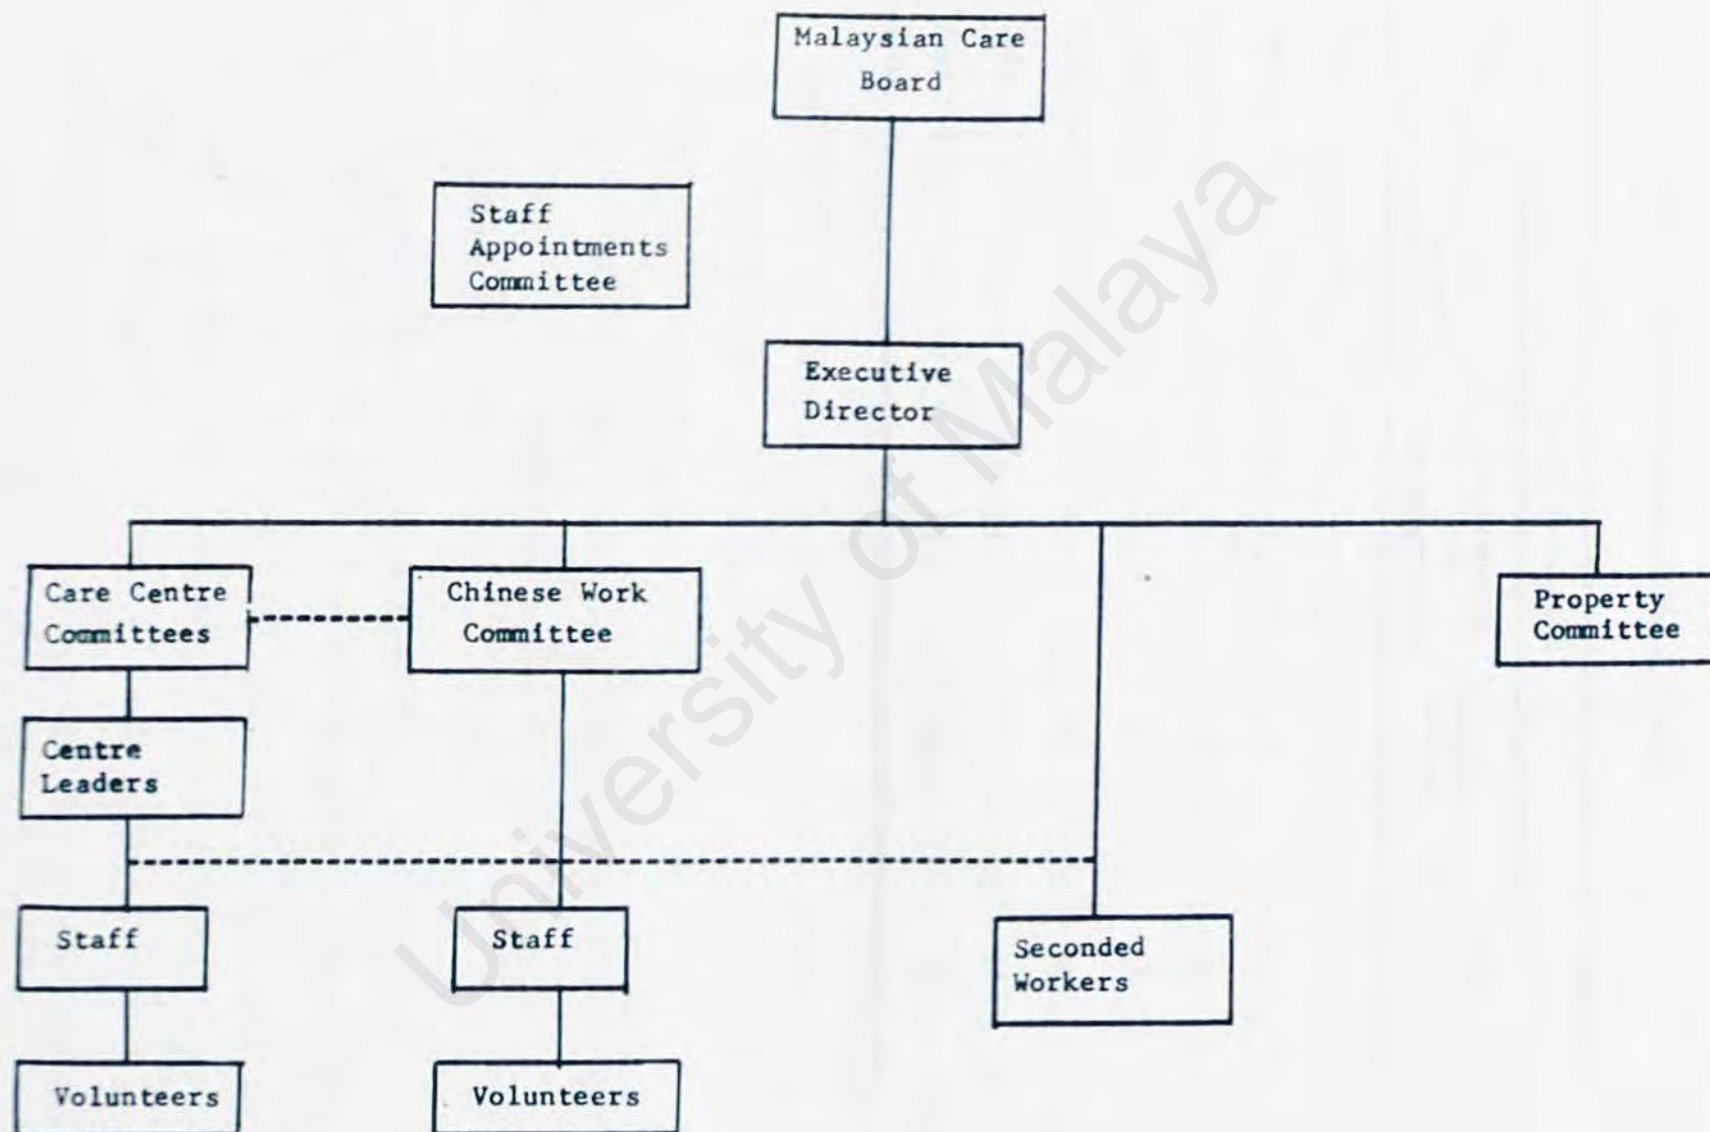 Malaysian Care
Board
Staff
Appointments
Committee
Executive
Director
Care Centre
Committees
Chinese Work
Committee
Property
Committee
Centre
Leaders
Staff
Staff
Seconded
Workers
Volunteers
Volunteers
University of Malaya